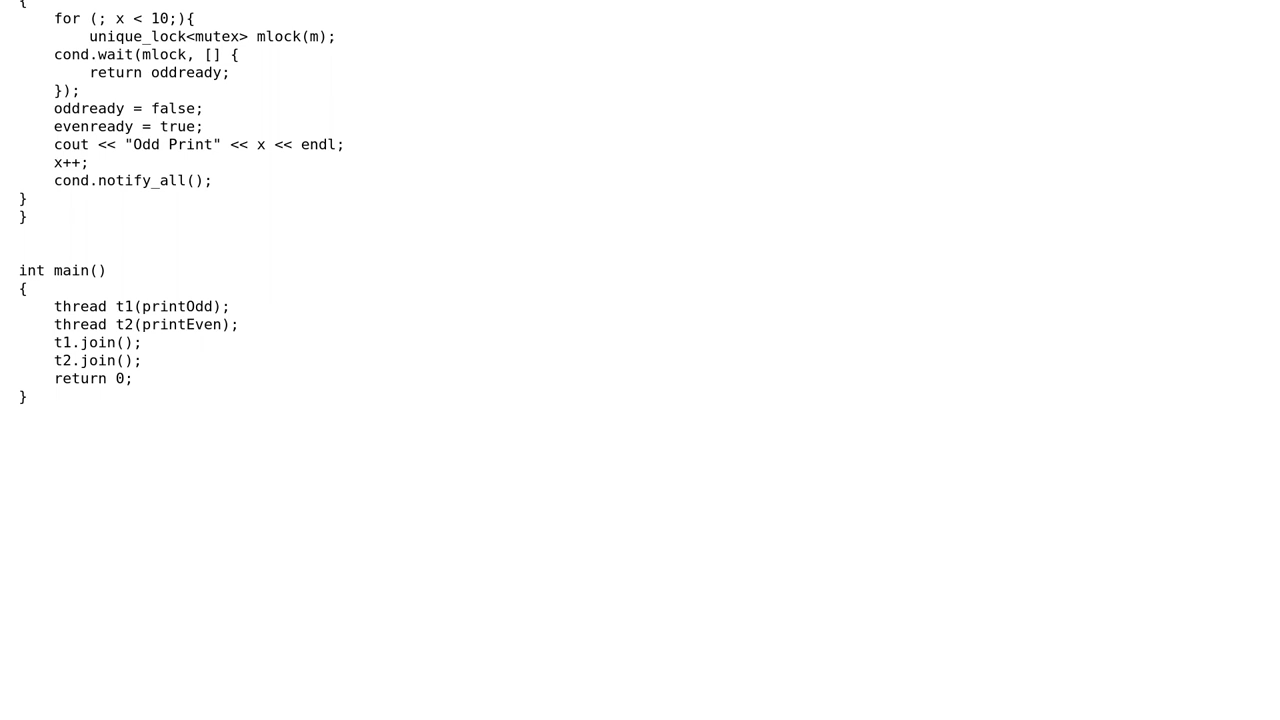 {
    for (; x < 10;){
        unique_lock<mutex> mlock(m);
    cond.wait(mlock, [] {
        return oddready;
    });
    oddready = false;
    evenready = true;
    cout << "Odd Print" << x << endl;
    x++;
    cond.notify_all();
}
}
int main()
{
    thread t1(printOdd);
    thread t2(printEven);
    t1.join();
    t2.join();
    return 0;
}